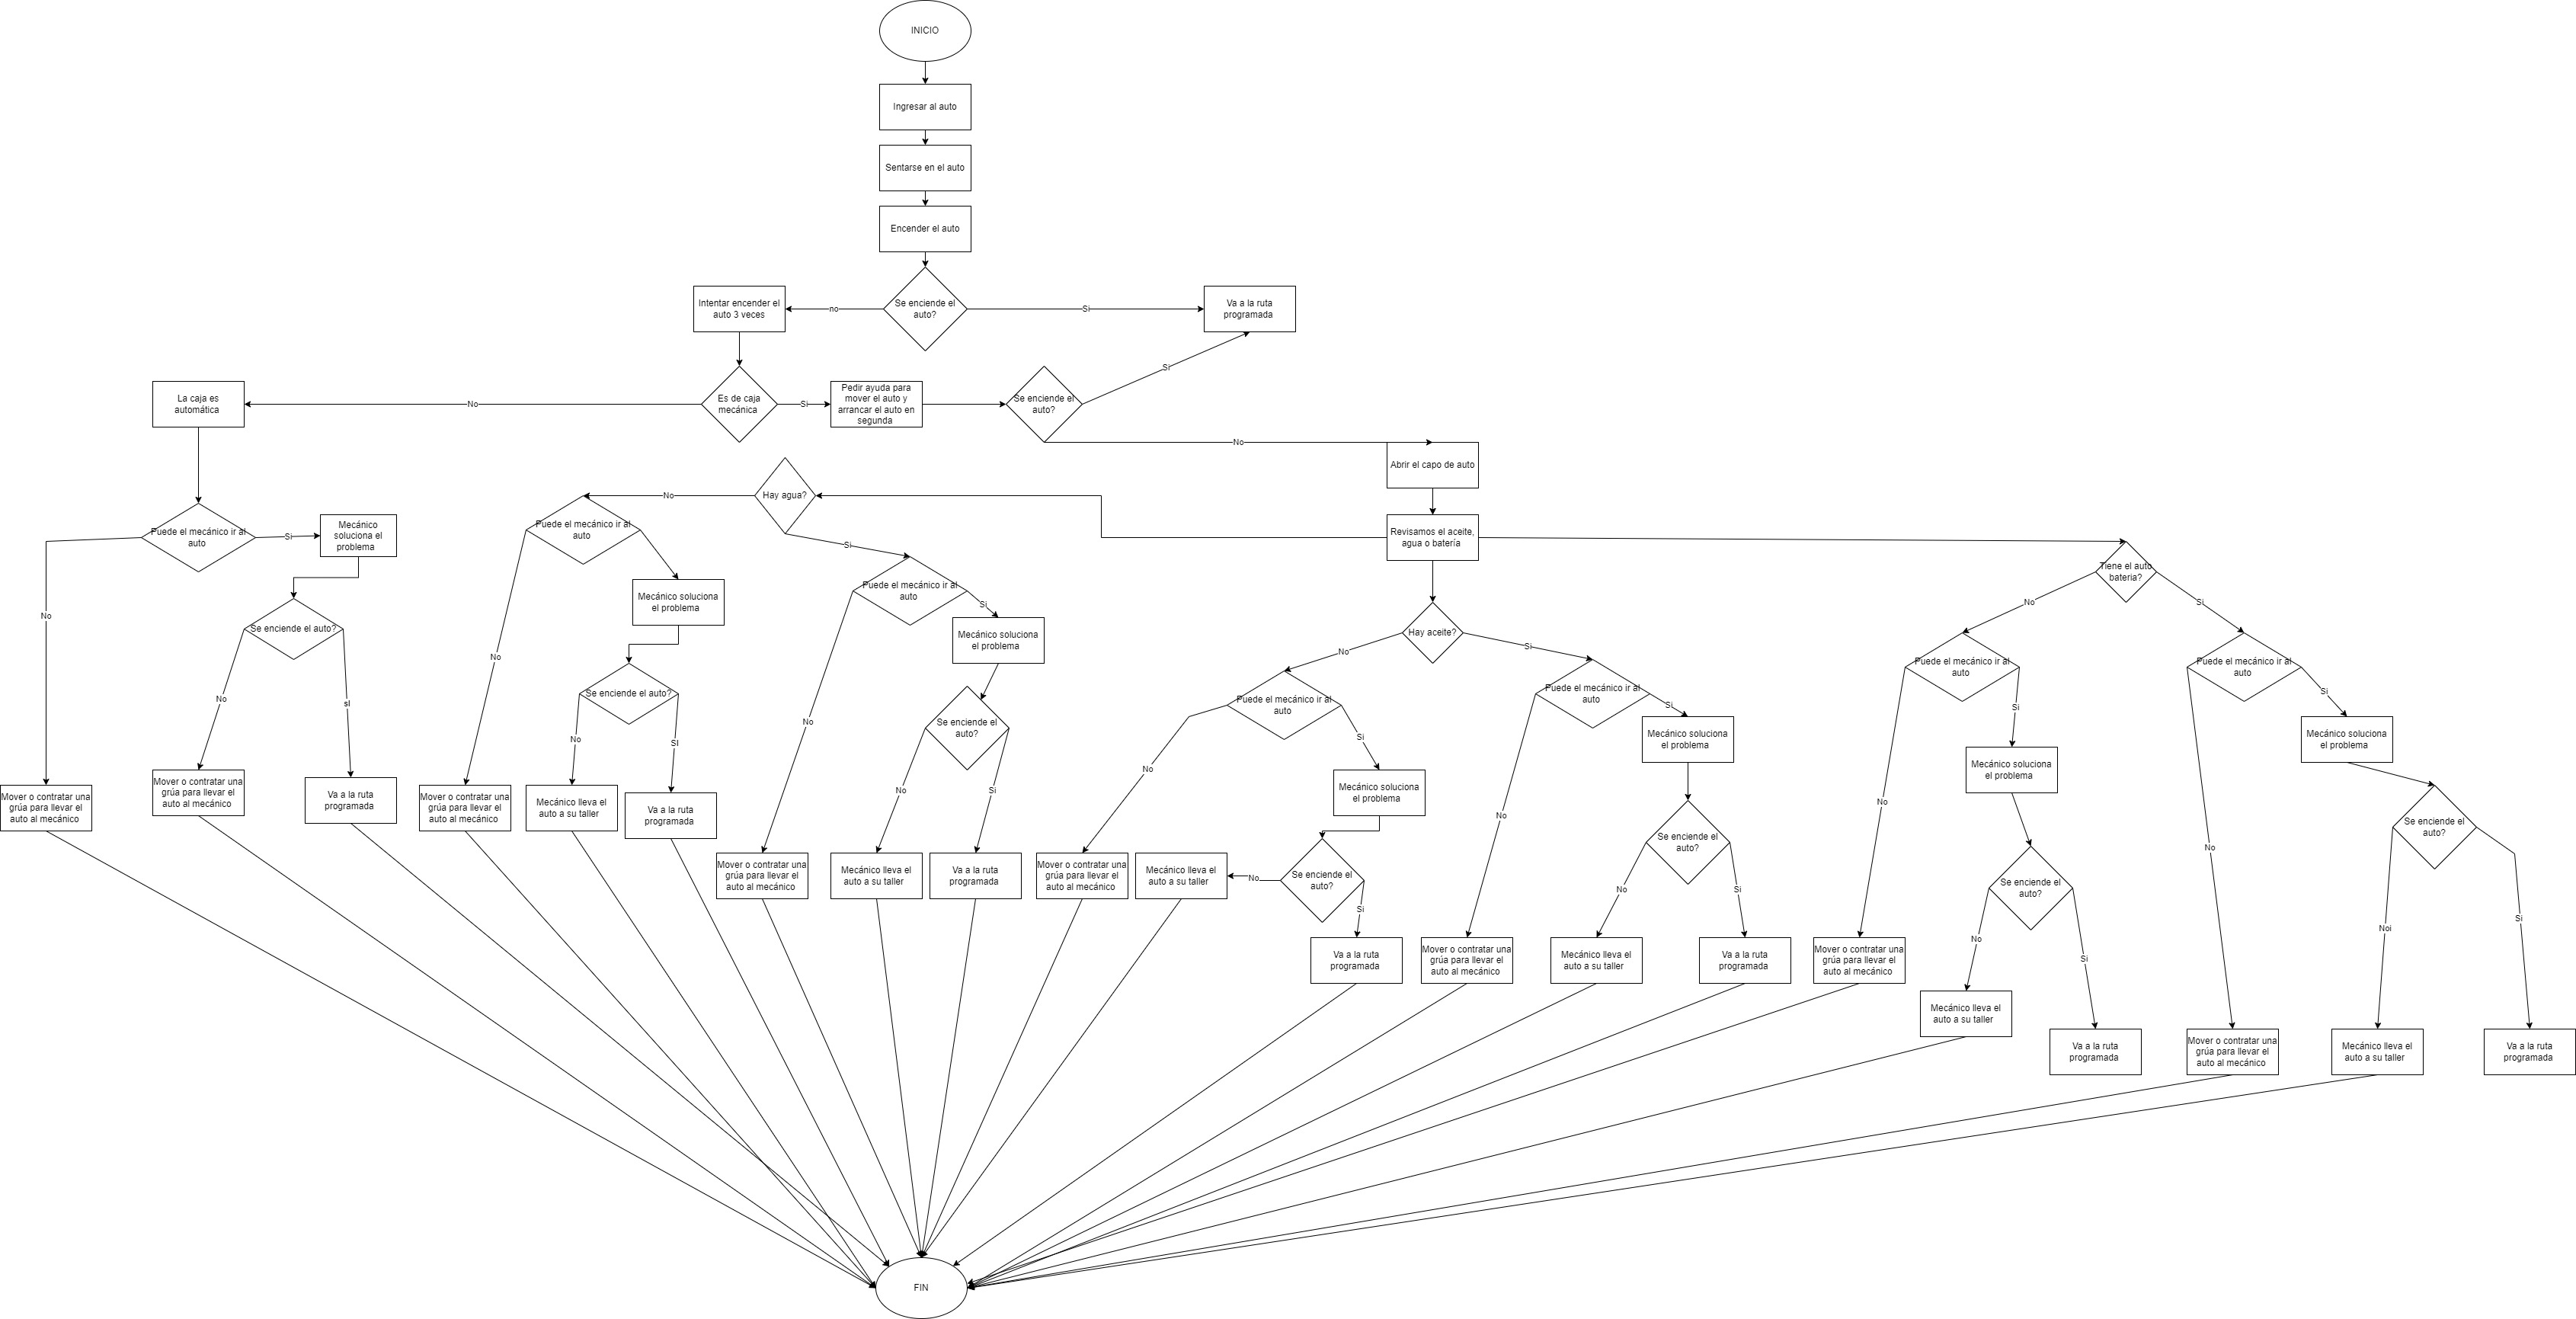 INICIO
Ingresar al auto
Sentarse en el auto
Encender el auto
Intentar encender el
auto 3 veces
no
Se enciende el
auto?
Si
Va a la ruta
programada
La caja es
automática
No
Es de caja
mecánica
Si
Pedir ayuda para
mover el auto y
arrancar el auto en
segunda
Se enciende el
auto?
Si
No
Abrir el capo de auto
Revisamos el aceite,
agua o batería
Puede el mecánico ir al
auto
Si
Mecánico
soluciona el
problema
No
Se enciende el auto?
No
sI
Mover o contratar una
grúa para llevar el
auto al mecánico
Mover o contratar una
grúa para llevar el
auto al mecánico
Va a la ruta
programada
Hay agua?
No
Si
Puede el mecánico ir al
auto
Mecánico soluciona
el problema
No
Se enciende el auto?
No
SI
Mover o contratar una
grúa para llevar el
auto al mecánico
Mecánico lleva el
auto a su taller
Va a la ruta
programada
Puede el mecánico ir al
auto
Si
Mecánico soluciona
el problema
No
Se enciende el
auto?
No
Si
Mover o contratar una
grúa para llevar el
auto al mecánico
Mecánico lleva el
auto a su taller
Va a la ruta
programada
Hay aceite?
No
Si
Puede el mecánico ir al
auto
Si
No
Mecánico soluciona
el problema
Mover o contratar una
grúa para llevar el
auto al mecánico
Mecánico lleva el
auto a su taller
No
Se enciende el
auto?
Si
Va a la ruta
programada
Puede el mecánico ir al
auto
Si
Mecánico soluciona
el problema
No
Se enciende el
auto?
No
Si
Mover o contratar una
grúa para llevar el
auto al mecánico
Mecánico lleva el
auto a su taller
Va a la ruta
programada
Tiene el auto
bateria?
No
Si
Puede el mecánico ir al
auto
Si
Mecánico soluciona
el problema
No
Se enciende el
auto?
No
Si
Mover o contratar una
grúa para llevar el
auto al mecánico
Mecánico lleva el
auto a su taller
Va a la ruta
programada
Puede el mecánico ir al
auto
Si
Mecánico soluciona
el problema
No
Se enciende el
auto?
Noi
Si
Mover o contratar una
grúa para llevar el
auto al mecánico
Mecánico lleva el
auto a su taller
Va a la ruta
programada
FIN